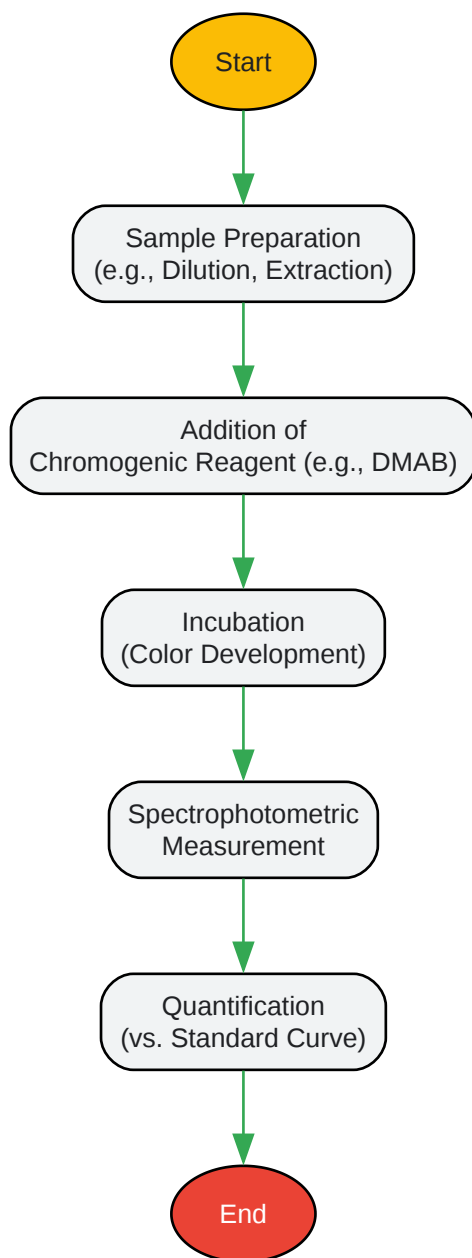 Start
Sample Preparation
(e.g., Dilution, Extraction)
Addition of
Chromogenic Reagent (e.g., DMAB)
Incubation
(Color Development)
Spectrophotometric
Measurement
Quantification
(vs. Standard Curve)
End